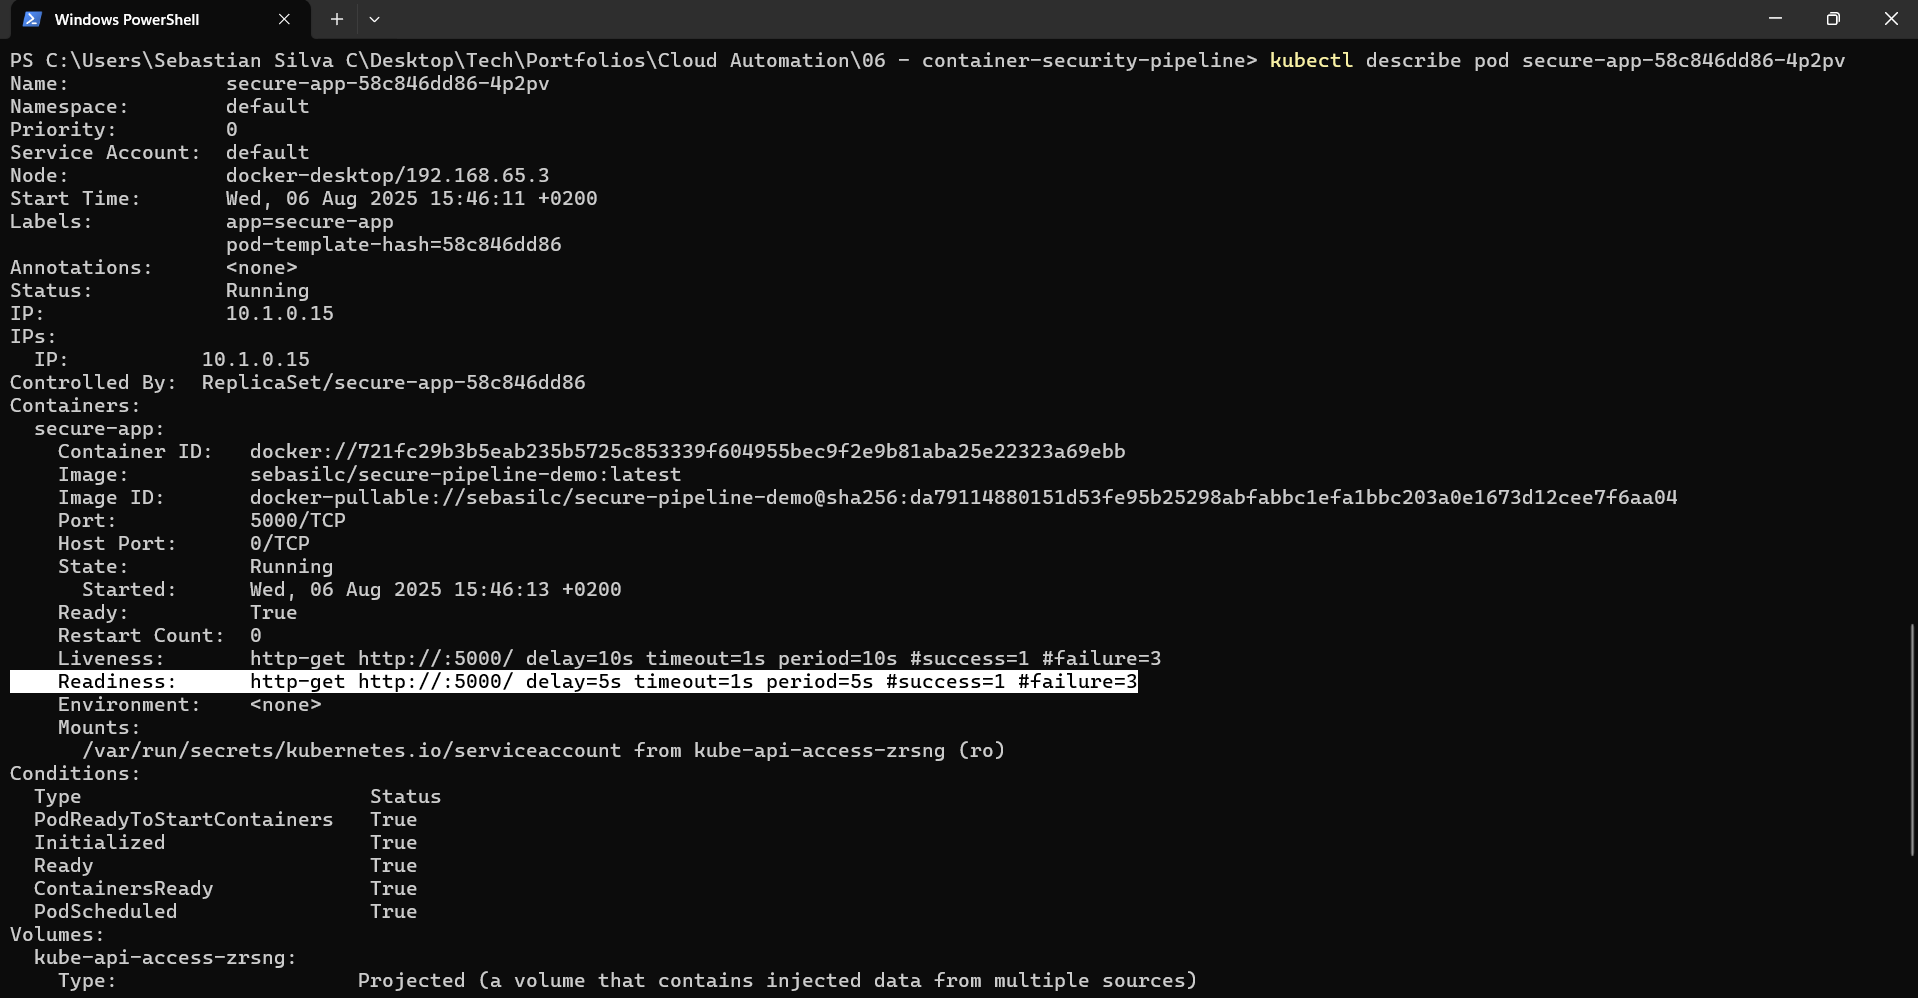 Windows PowerShell
PS C:\Users\Sebastian Silva C\Desktop\Tech\Portfolios\Cloud Automation\06 - container-security-pipeline> kubectl describe pod secure-app-58c846dd86-4p2pv
Name:             secure-app-58c846dd86-4p2pv
Namespace:        default
Priority:         0
Service Account:  default
Node:             docker-desktop/192.168.65.3
Start Time:       Wed, 06 Aug 2025 15:46:11 +0200
Labels:           app=secure-app
                  pod-template-hash=58c846dd86
Annotations:      <none>
Status:           Running
IP:               10.1.0.15
IPs:
  IP:           10.1.0.15
Controlled By:  ReplicaSet/secure-app-58c846dd86
Containers:
  secure-app:
    Container ID:   docker://721fc29b3b5eab235b5725c853339f604955bec9f2e9b81aba25e22323a69ebb
    Image:          sebasilc/secure-pipeline-demo:latest
    Image ID:       docker-pullable://sebasilc/secure-pipeline-demo@sha256:da79114880151d53fe95b25298abfabbc1efa1bbc203a0e1673d12cee7f6aa04
    Port:           5000/TCP
    Host Port:      0/TCP
    State:          Running
      Started:      Wed, 06 Aug 2025 15:46:13 +0200
    Ready:          True
    Restart Count:  0
    Liveness:       http-get http://:5000/ delay=10s timeout=1s period=10s #success=1 #failure=3
    Readiness:      http-get http://:5000/ delay=5s timeout=1s period=5s #success=1 #failure=3
    Environment:    <none>
    Mounts:
      /var/run/secrets/kubernetes.io/serviceaccount from kube-api-access-zrsng (ro)
Conditions:
  Type                        Status
  PodReadyToStartContainers   True
  Initialized                 True
  Ready                       True
  ContainersReady             True
  PodScheduled                True
Volumes:
  kube-api-access-zrsng:
    Type:                    Projected (a volume that contains injected data from multiple sources)